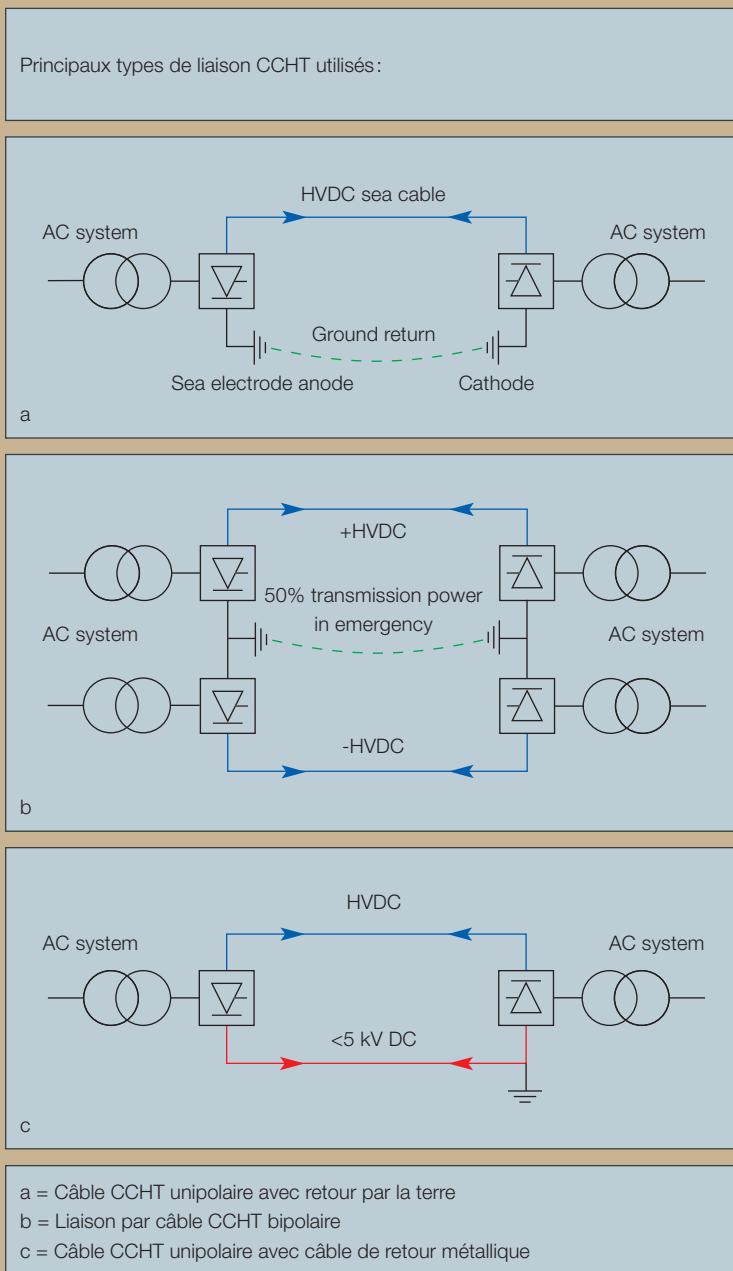 Principaux types de liaison CCHT utilisés:
HVDC sea cable
AC system
AC system
Ground return
Sea electrode anode
Cathode
a
+HVDC
50% transmission power
in emergency
AC system
AC system
-HVDC
b
HVDC
AC system
AC system
<5 kV DC
c
a = Câble CCHT unipolaire avec retour par la terre
b = Liaison par câble CCHT bipolaire
c = Câble CCHT unipolaire avec câble de retour métallique